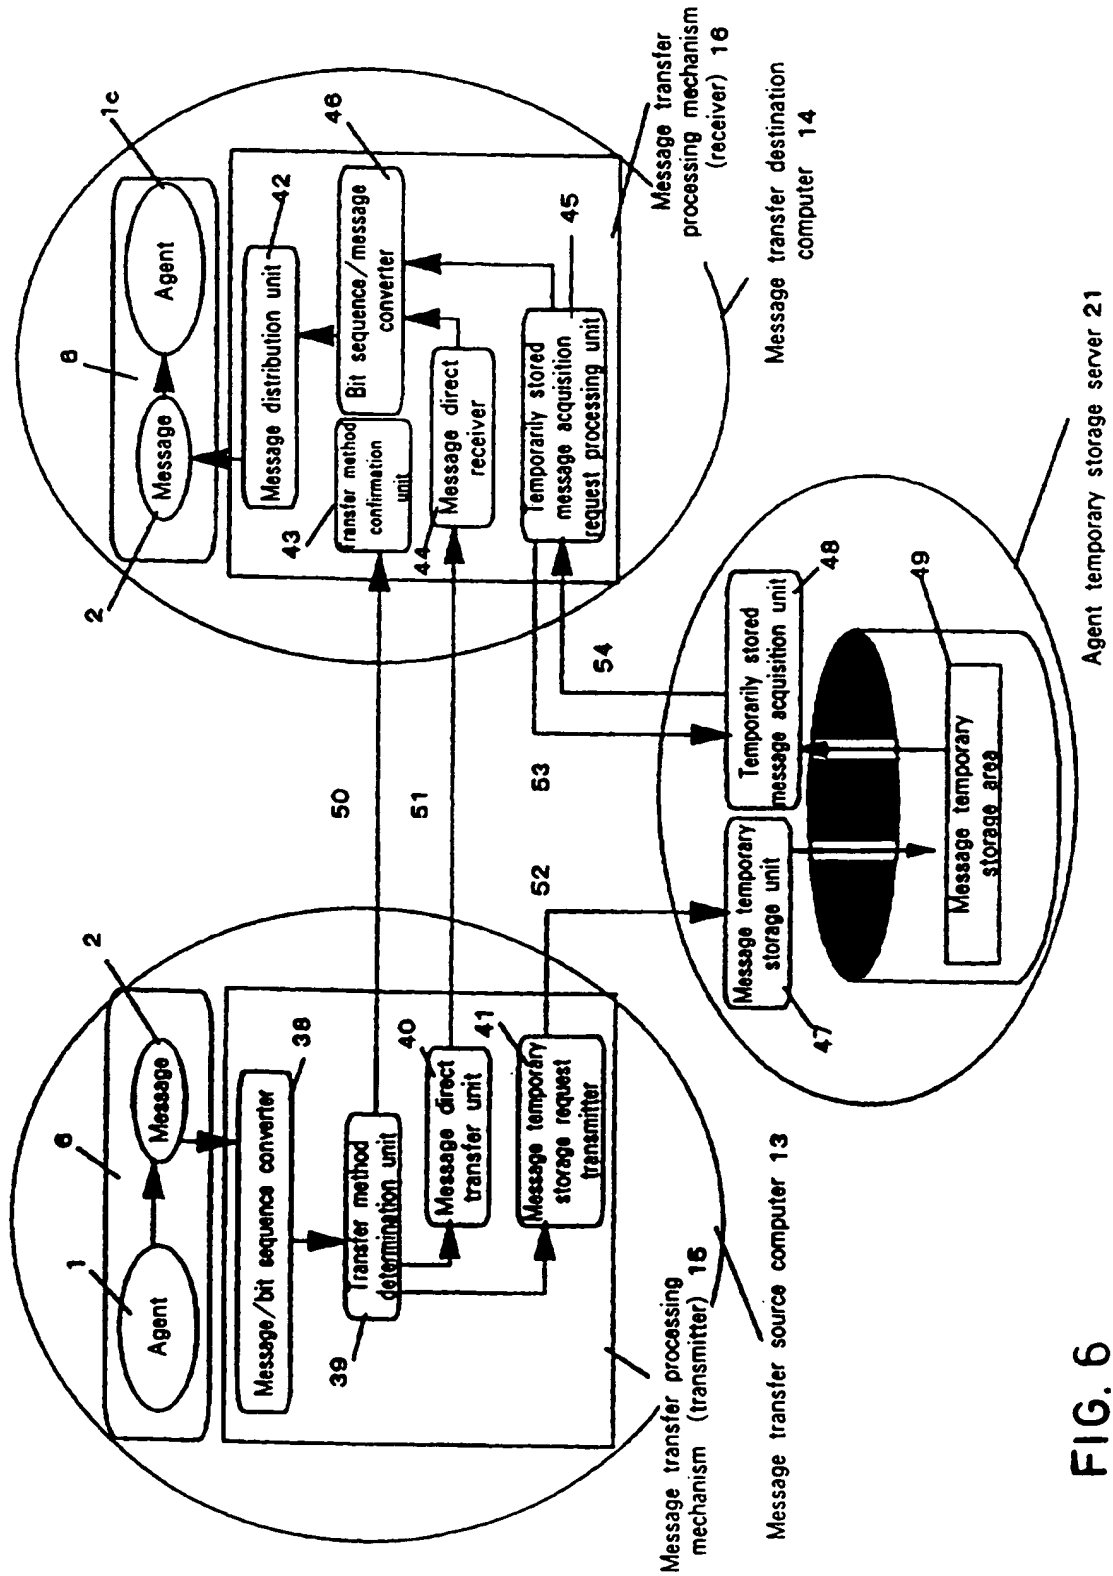 6
1
Agent
Message
2
Message/bit sequence converter
38
39
Transfer method
determination unit
40
Message direct
transfer unit
41
Message temporary
storage request
transmitter
Message transfer processing
mechanism (transmitter) 15
Message transfer source computer 13
50
51
52
53
54
2
8
1c
Message
Agent
Message distribution unit
42
43
Transfer method
confirmation
unit
Bit sequence/message
converter
46
44
Message direct
receiver
Temporarily stored
message acquisition
request processing unit
45
Message transfer
processing mechanism
(receiver) 16
Message transfer destination
computer 14
47
Message temporary
storage unit
Temporarily stored
message acquisition unit
48
49
Message temporary
storage area
Agent temporary storage server 21
FIG. 6